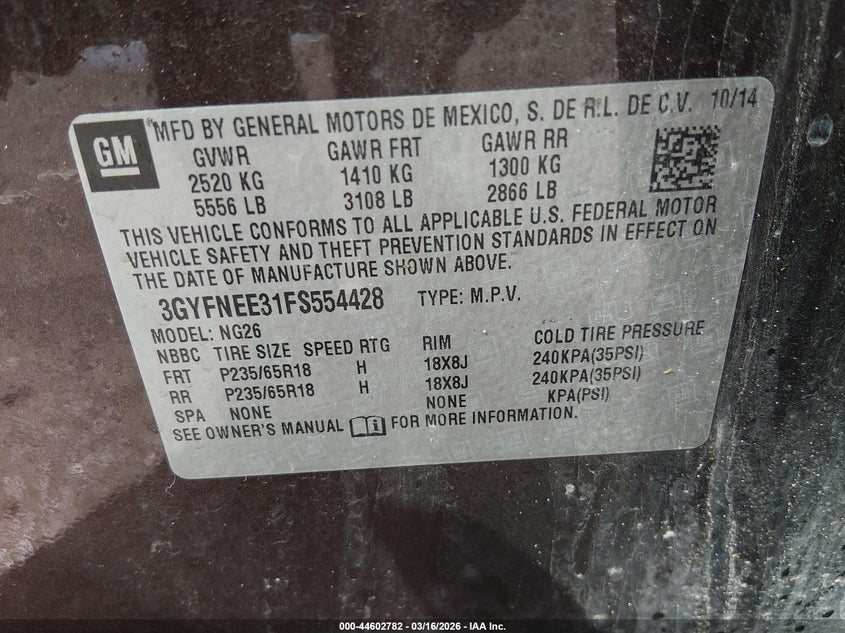 GM
®MFD BY GENERAL MOTORS DE MEXICO, S. DE R.L. DE C.V. 10/14
GVWR GAWR FRT GAWR RR
2520 KG 1410 KG 1300 KG
5556 LB 3108 LB 2866 LB
THIS VEHICLE CONFORMS TO ALL APPLICABLE U.S. FEDERAL MOTOR
VEHICLE SAFETY AND THEFT PREVENTION STANDARDS IN EFFECT ON
THE DATE OF MANUFACTURE SHOWN ABOVE.
3GYFNEE31FS554428 TYPE: M.P.V.
MODEL: NG26
NBBC TIRE SIZE SPEED RTG RIM COLD TIRE PRESSURE
FRT P235/65R18 H 18X8J 240KPA(35PSI)
RR P235/65R18 H 18X8J 240KPA(35PSI)
SPA NONE NONE KPA(PSI)
SEE OWNER'S MANUAL FOR MORE INFORMATION.
000-44602782 - 03/16/2026 - IAA Inc.